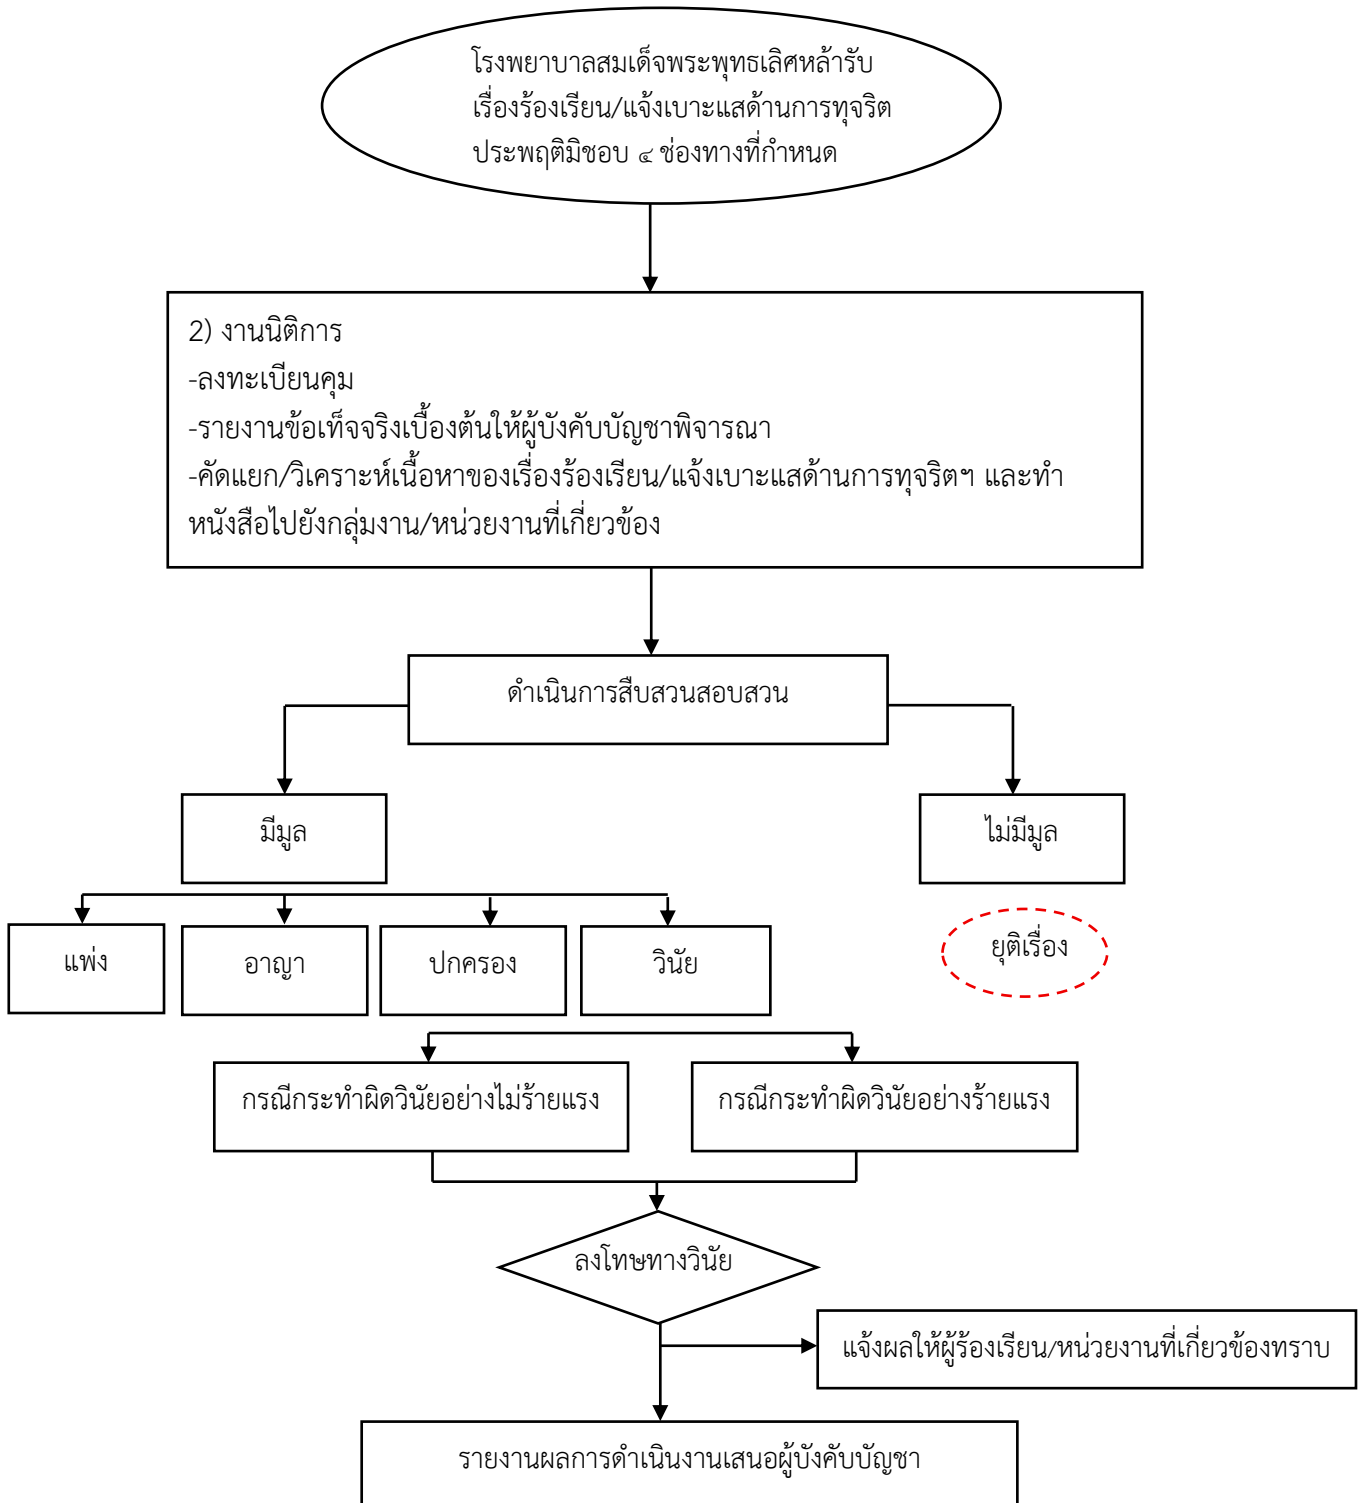 โรงพยาบาลสมเด็จพระพุทธเลิศหล้ารับ
เรื่องร้องเรียน/แจ้งเบาะแสด้านการทุจริต
ประพฤติมิชอบ ๔ ช่องทางที่กำหนด
2) งานนิติการ
-ลงทะเบียนคุม
-รายงานข้อเท็จจริงเบื้องต้นให้ผู้บังคับบัญชาพิจารณา
-คัดแยก/วิเคราะห์เนื้อหาของเรื่องร้องเรียน/แจ้งเบาะแสด้านการทุจริตฯ และทำ
หนังสือไปยังกลุ่มงาน/หน่วยงานที่เกี่ยวข้อง
ดำเนินการสืบสวนสอบสวน
มีมูล
ไม่มีมูล
แพ่ง
อาญา
ปกครอง
วินัย
ยุติเรื่อง
กรณีกระทำผิดวินัยอย่างไม่ร้ายแรง
กรณีกระทำผิดวินัยอย่างร้ายแรง
ลงโทษทางวินัย
แจ้งผลให้ผู้ร้องเรียน/หน่วยงานที่เกี่ยวข้องทราบ
รายงานผลการดำเนินงานเสนอผู้บังคับบัญชา